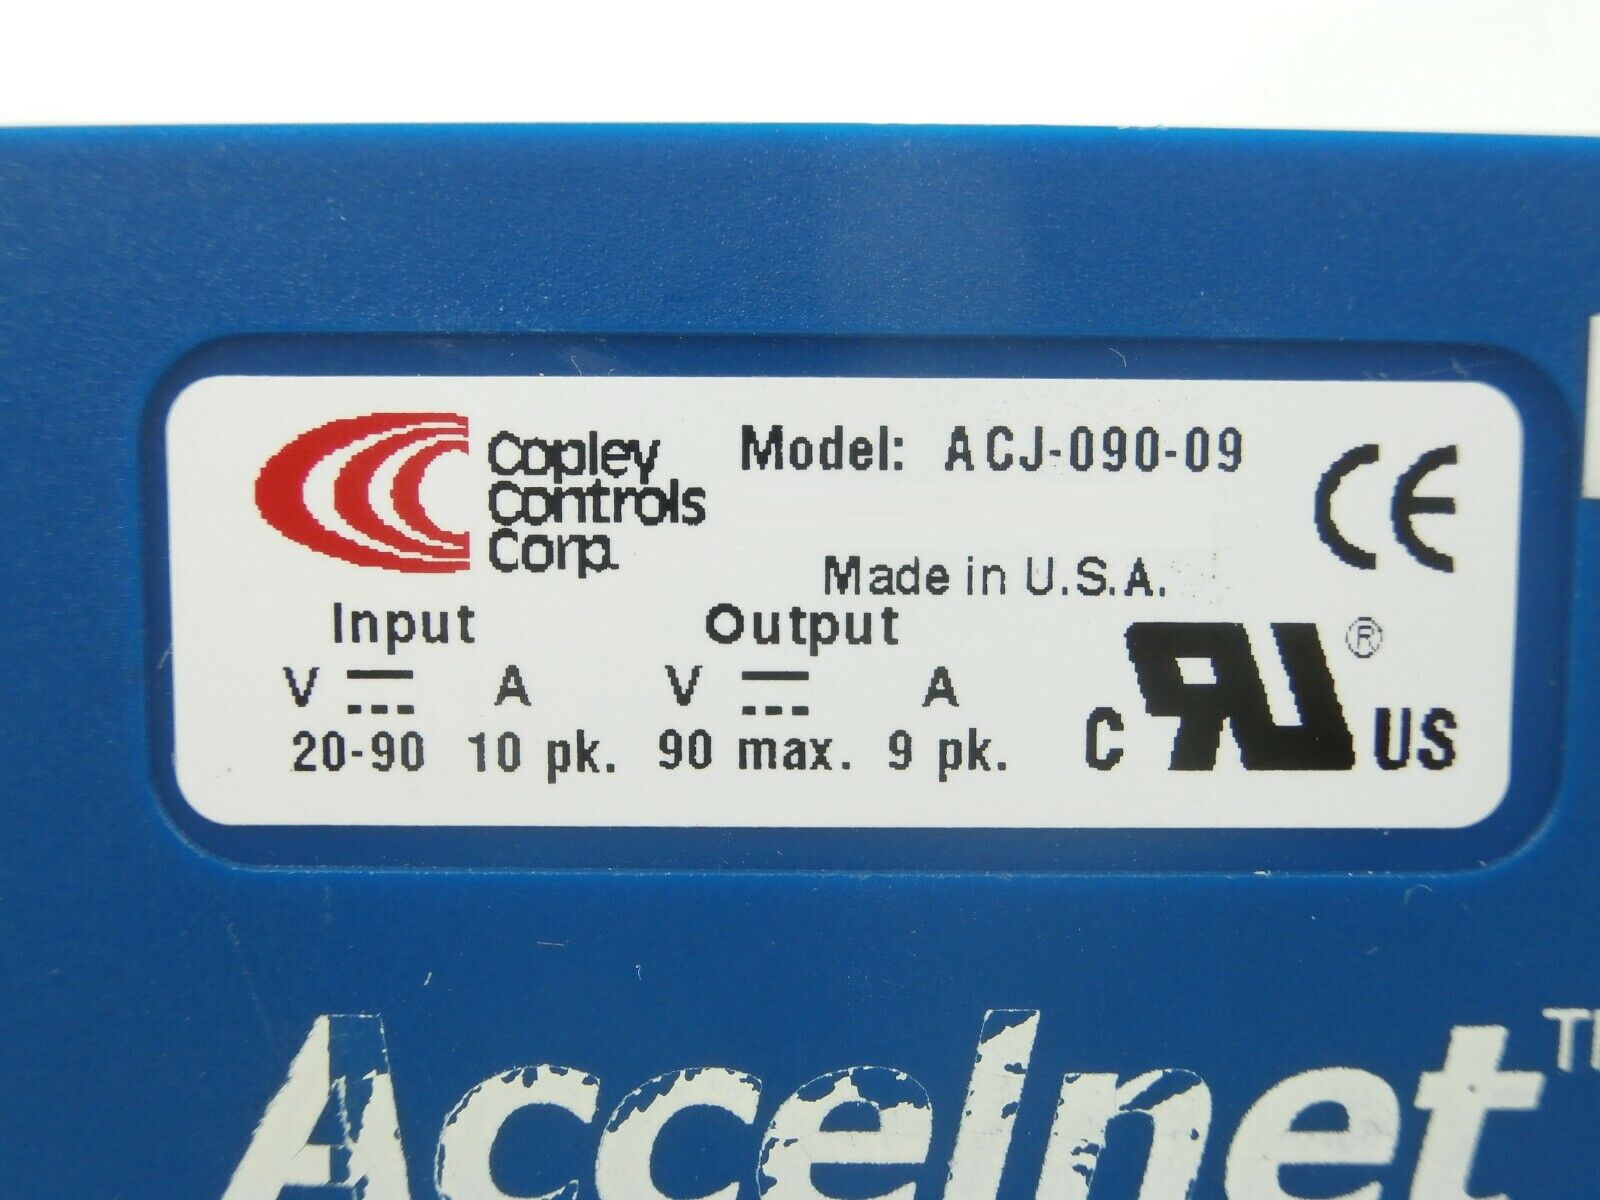 Copley
Controls
Corp.
Model: ACJ-090-09
Made in U.S.A.
CE
Input
Output
V A V A
20-90 10 pk. 90 max. 9 pk.
C RU ® US
Accelnet